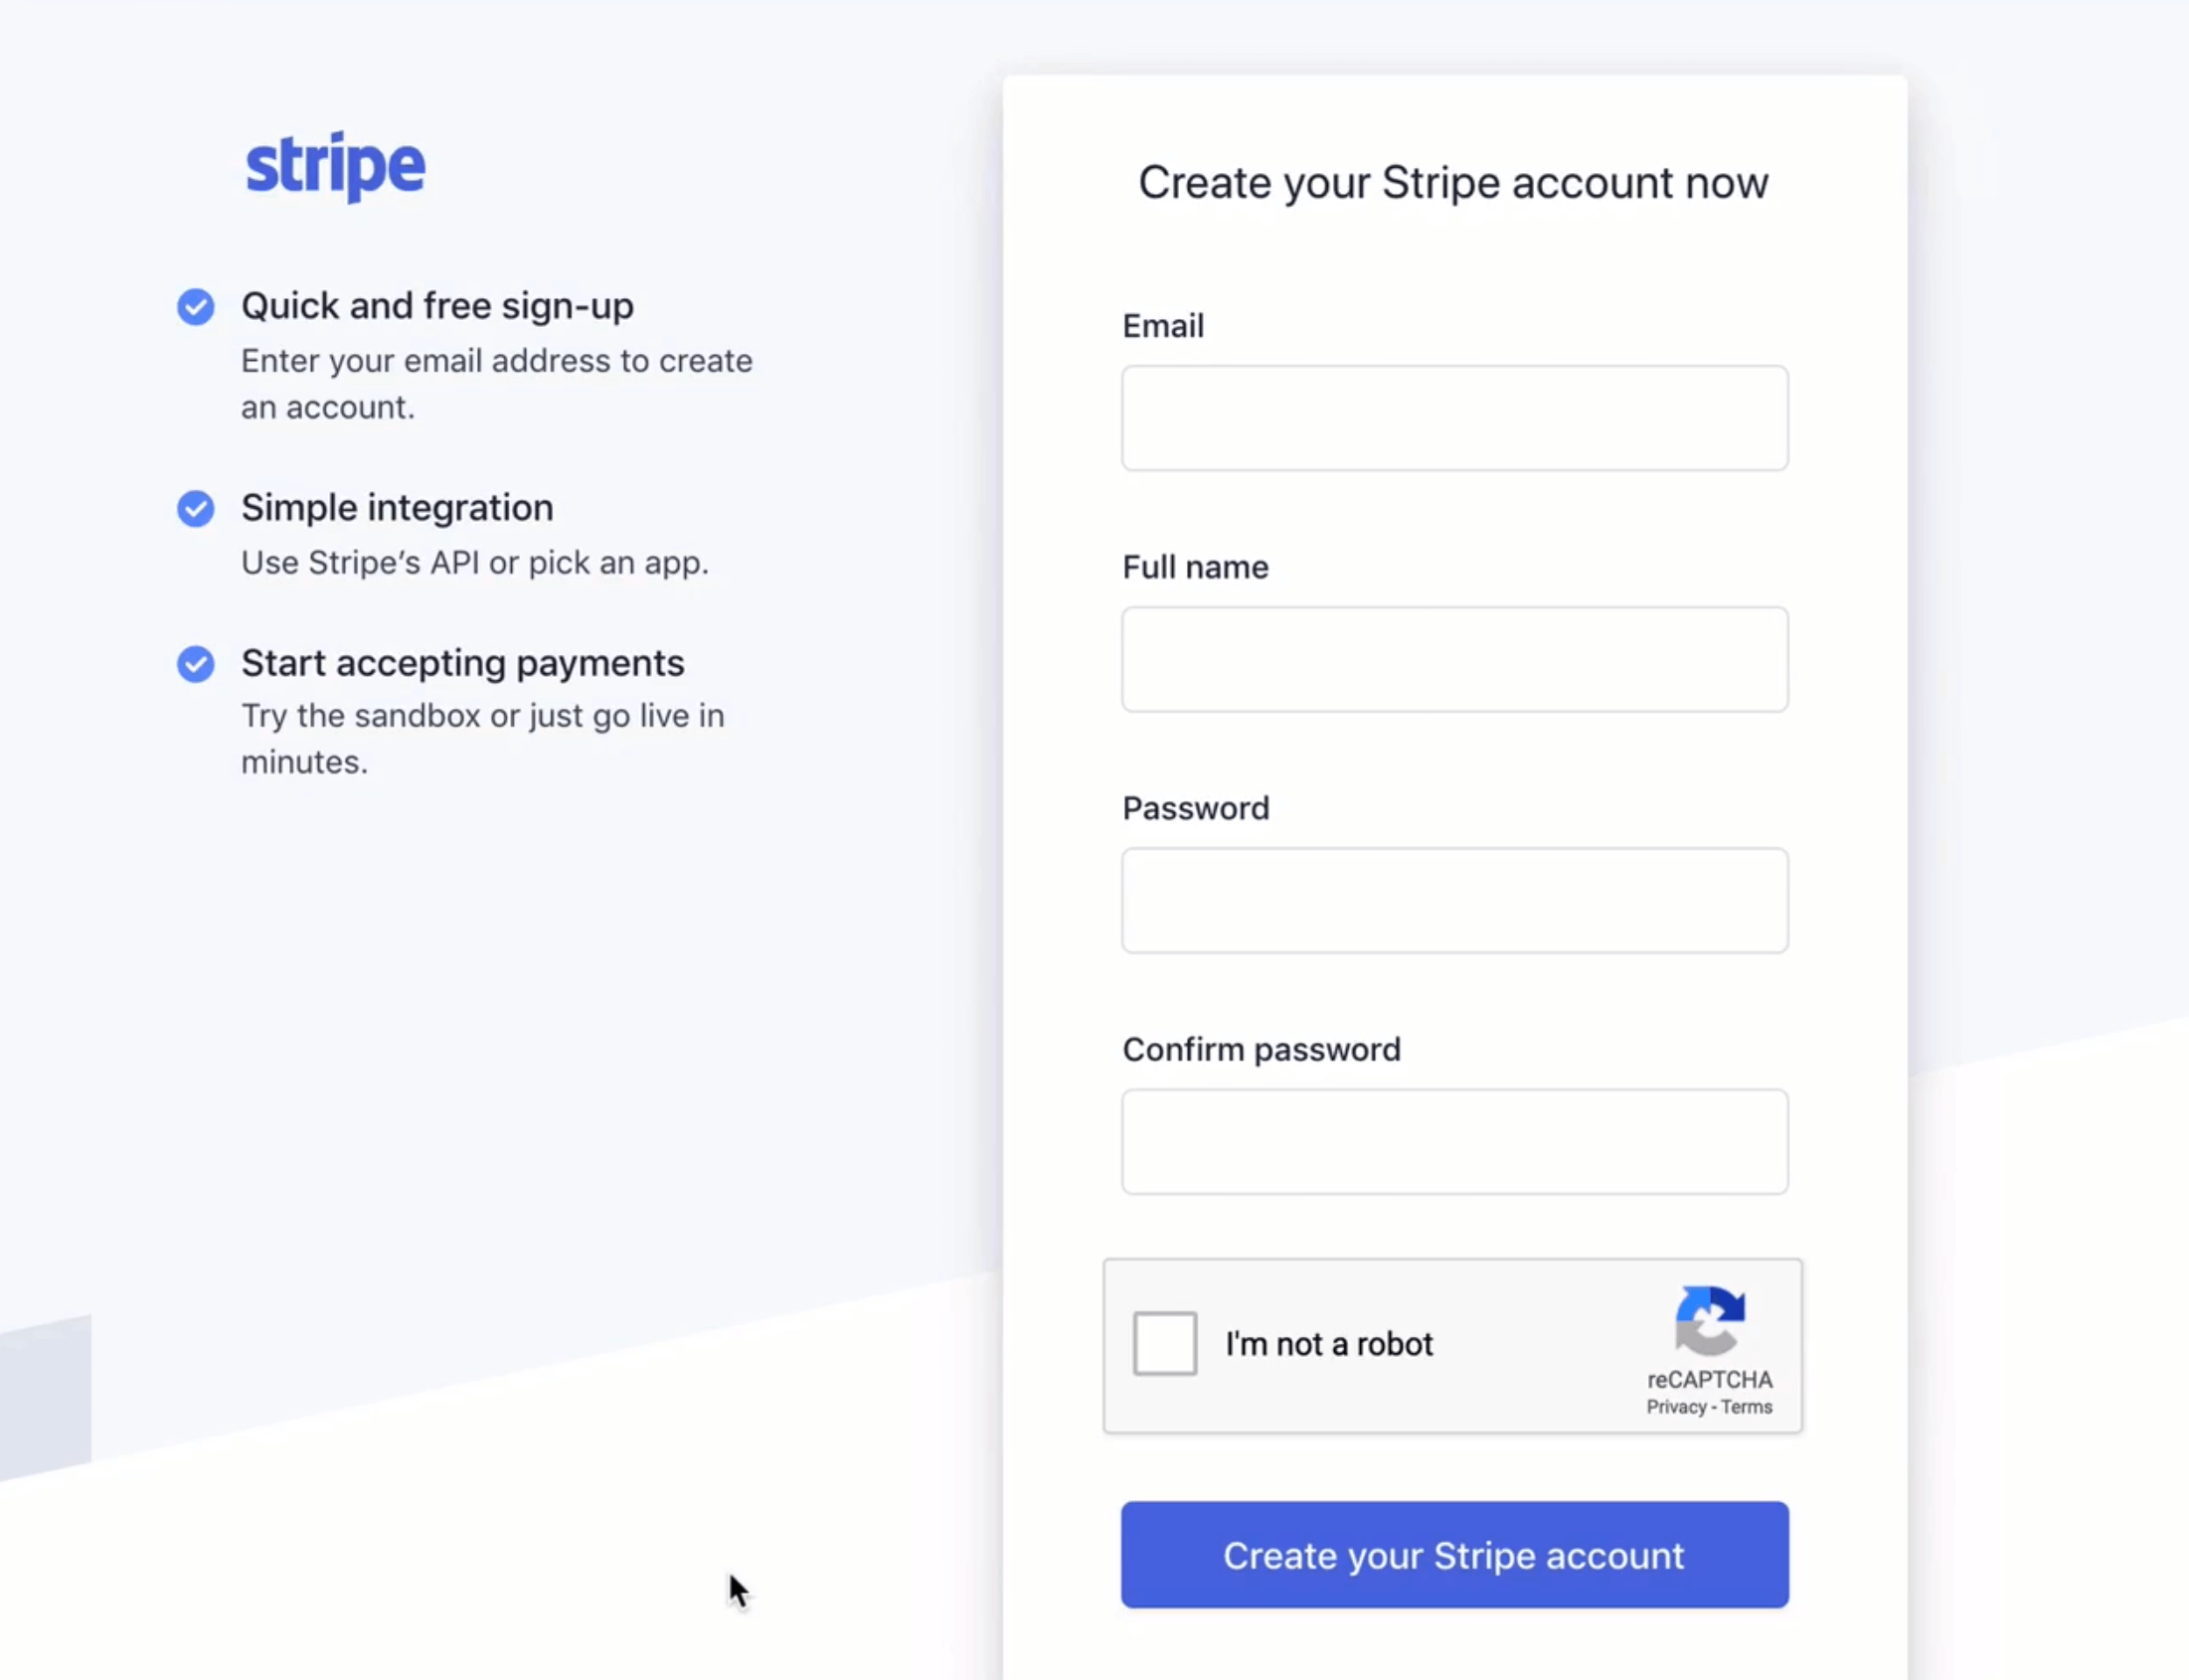 stripe
Quick and free sign-up
Enter your email address to create
an account.
Simple integration
Use Stripe’s API or pick an app.
Start accepting payments
Try the sandbox or just go live in
minutes.
Create your Stripe account now
Email
Full name
Password
Confirm password
I'm not a robot
reCAPTCHA
Privacy - Terms
Create your Stripe account